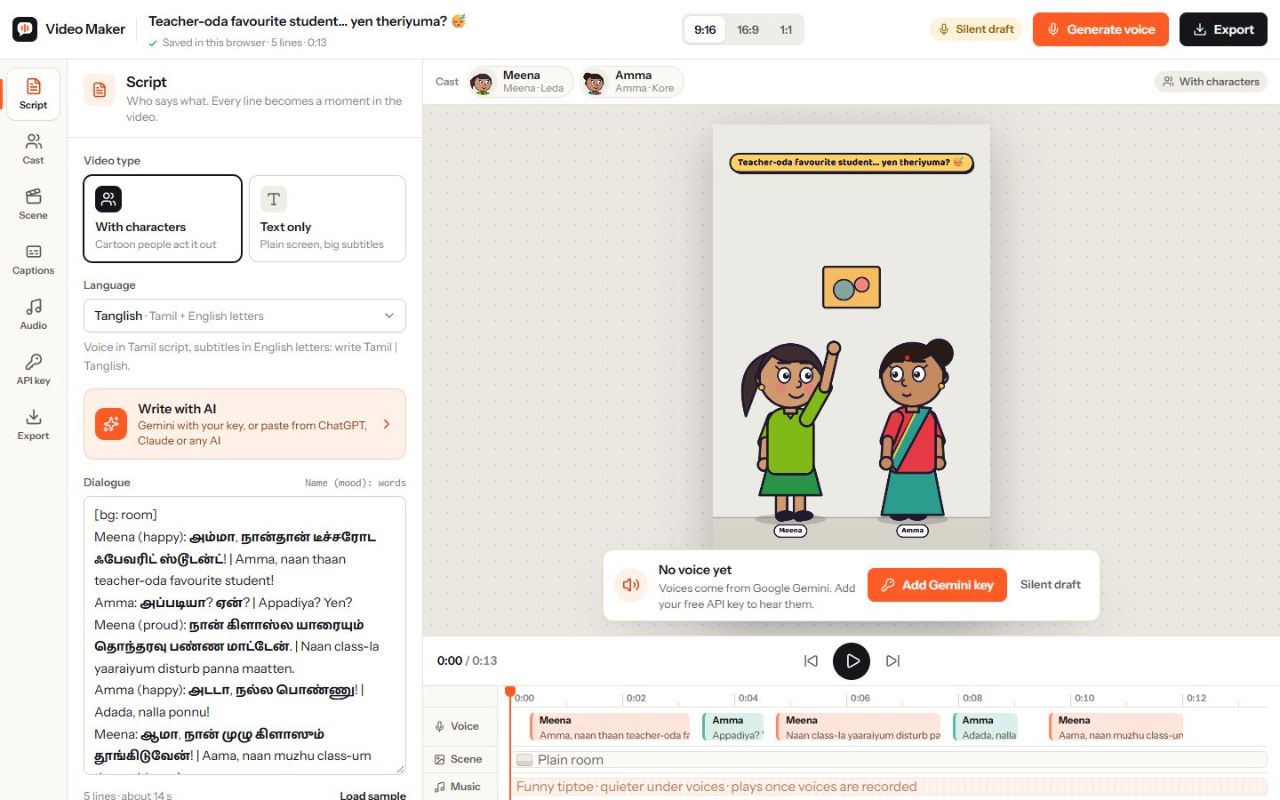 Video Maker
Teacher-oda favourite student... yen theriyuma? 😴
Saved in this browser · 5 lines · 0:13
9:16
16:9
1:1
Silent draft
Generate voice
Export
Script
Cast
Scene
Captions
Audio
API key
Export
Script
Who says what. Every line becomes a moment in the
video.
Video type
With characters
Cartoon people act it out
Text only
Plain screen, big subtitles
Language
Tanglish · Tamil + English letters
Voice in Tamil script, subtitles in English letters: write Tamil |
Tanglish.
Write with AI
Gemini with your key, or paste from ChatGPT,
Claude or any AI
Dialogue
Name (mood): words
[bg: room]
Meena (happy): அம்மா, நான்தான் டீச்சரோட
ஃபேவரிட் ஸ்டூடன்ட்! | Amma, naan thaan
teacher-oda favourite student!
Amma: அப்படியா? ஏன்? | Appadiya? Yen?
Meena (proud): நான் கிளாஸ்ல யாரையும்
தொந்தரவு பண்ண மாட்டேன். | Naan class-la
yaaraiyum disturb panna maatten.
Amma (happy): அடடா, நல்ல பொண்ணு! |
Adada, nalla ponnu!
Meena: ஆமா, நான் முழு கிளாஸும்
தூங்கிடுவேன்! | Aama, naan muzhu class-um
5 lines · about 14 s
Load sample
Cast
Meena
Meena · Leda
Amma
Amma · Kore
With characters
Teacher-oda favourite student... yen theriyuma? 😴
Meena
Amma
No voice yet
Voices come from Google Gemini. Add
your free API key to hear them.
Add Gemini key
Silent draft
0:00 / 0:13
0:00
0:02
0:04
0:06
0:08
0:10
0:12
Voice
Meena
Amma, naan thaan teacher-oda fa
Amma
Appadiya?
Meena
Naan class-la yaaraiyum disturb pa
Amma
Adada, nalla
Meena
Aama, naan muzhu class-un
Scene
Plain room
Music
Funny tiptoe · quieter under voices · plays once voices are recorded